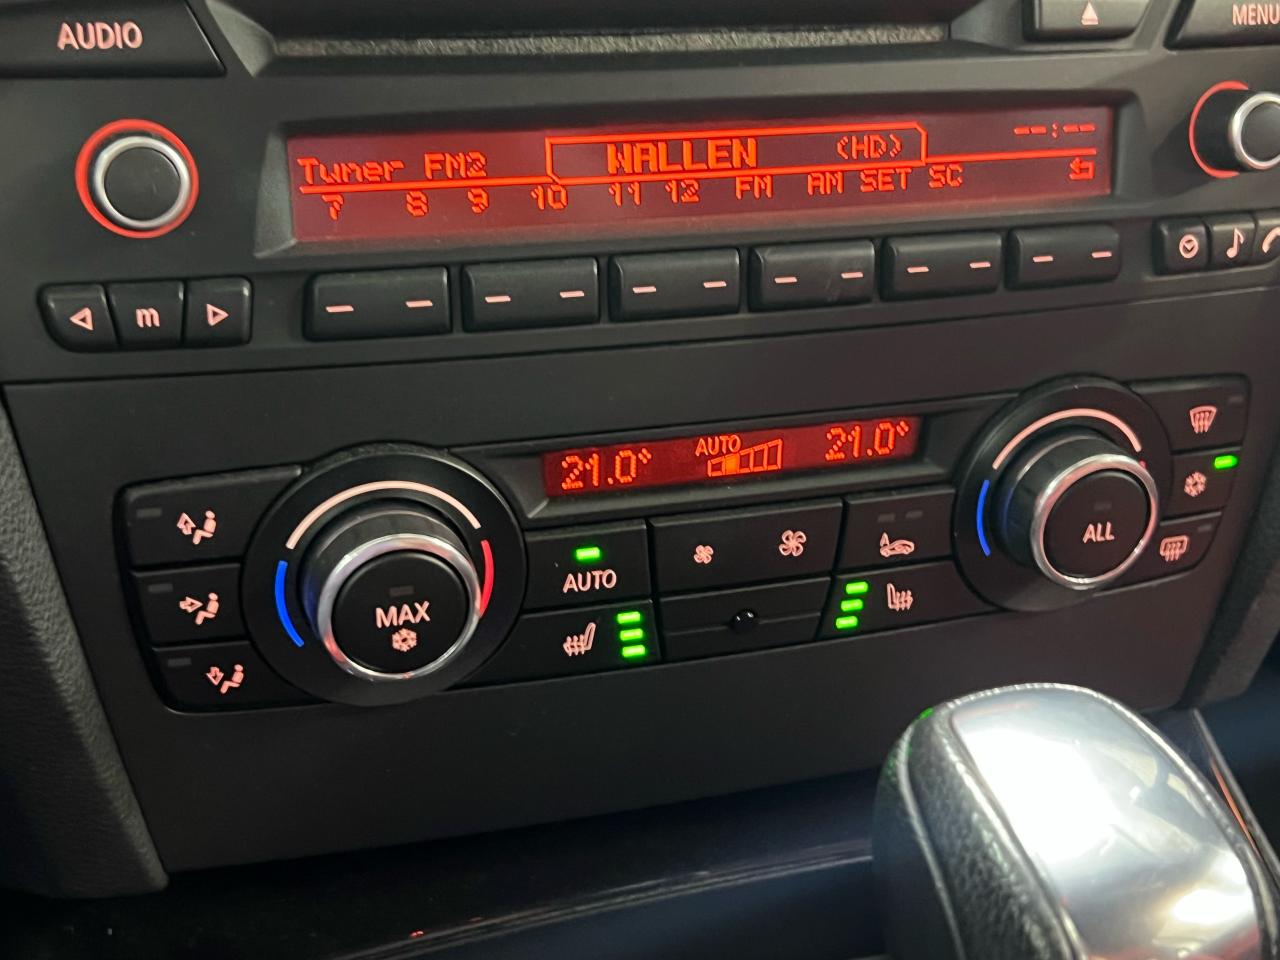 AUDIO
MENU
Tuner FM2
WALLEN
(HD)
--:--
7 8 9 10 11 12 FM AM SET SC
m
21.0°
AUTO
21.0°
MAX
AUTO
ALL